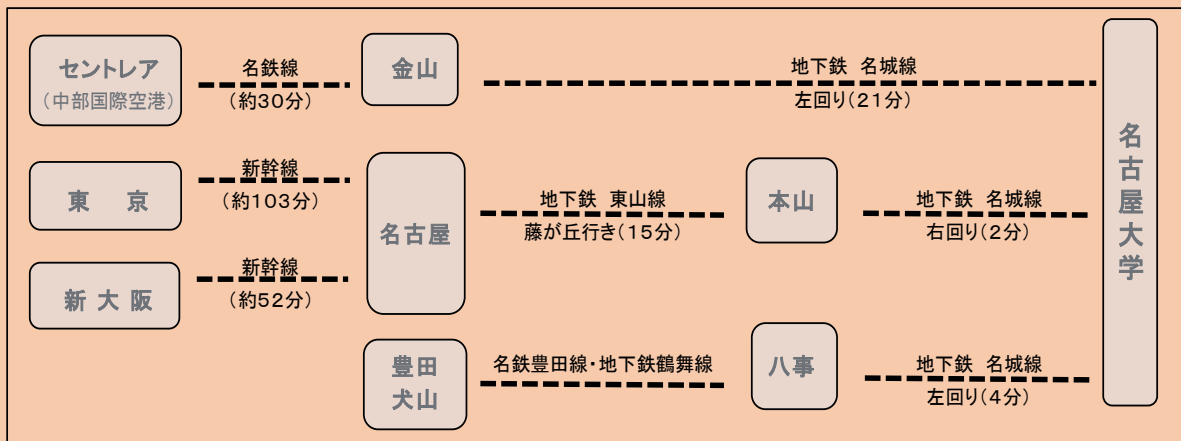 セントレア
(中部国際空港)
名鉄線
(約30分)
金山
地下鉄 名城線
左回り(21分)
東 京
新幹線
(約103分)
新大阪
新幹線
(約52分)
名古屋
地下鉄 東山線
藤が丘行き(15分)
本山
地下鉄 名城線
右回り(2分)
豊田
犬山
名鉄豊田線・地下鉄鶴舞線
八事
地下鉄 名城線
左回り(4分)
名古屋大学